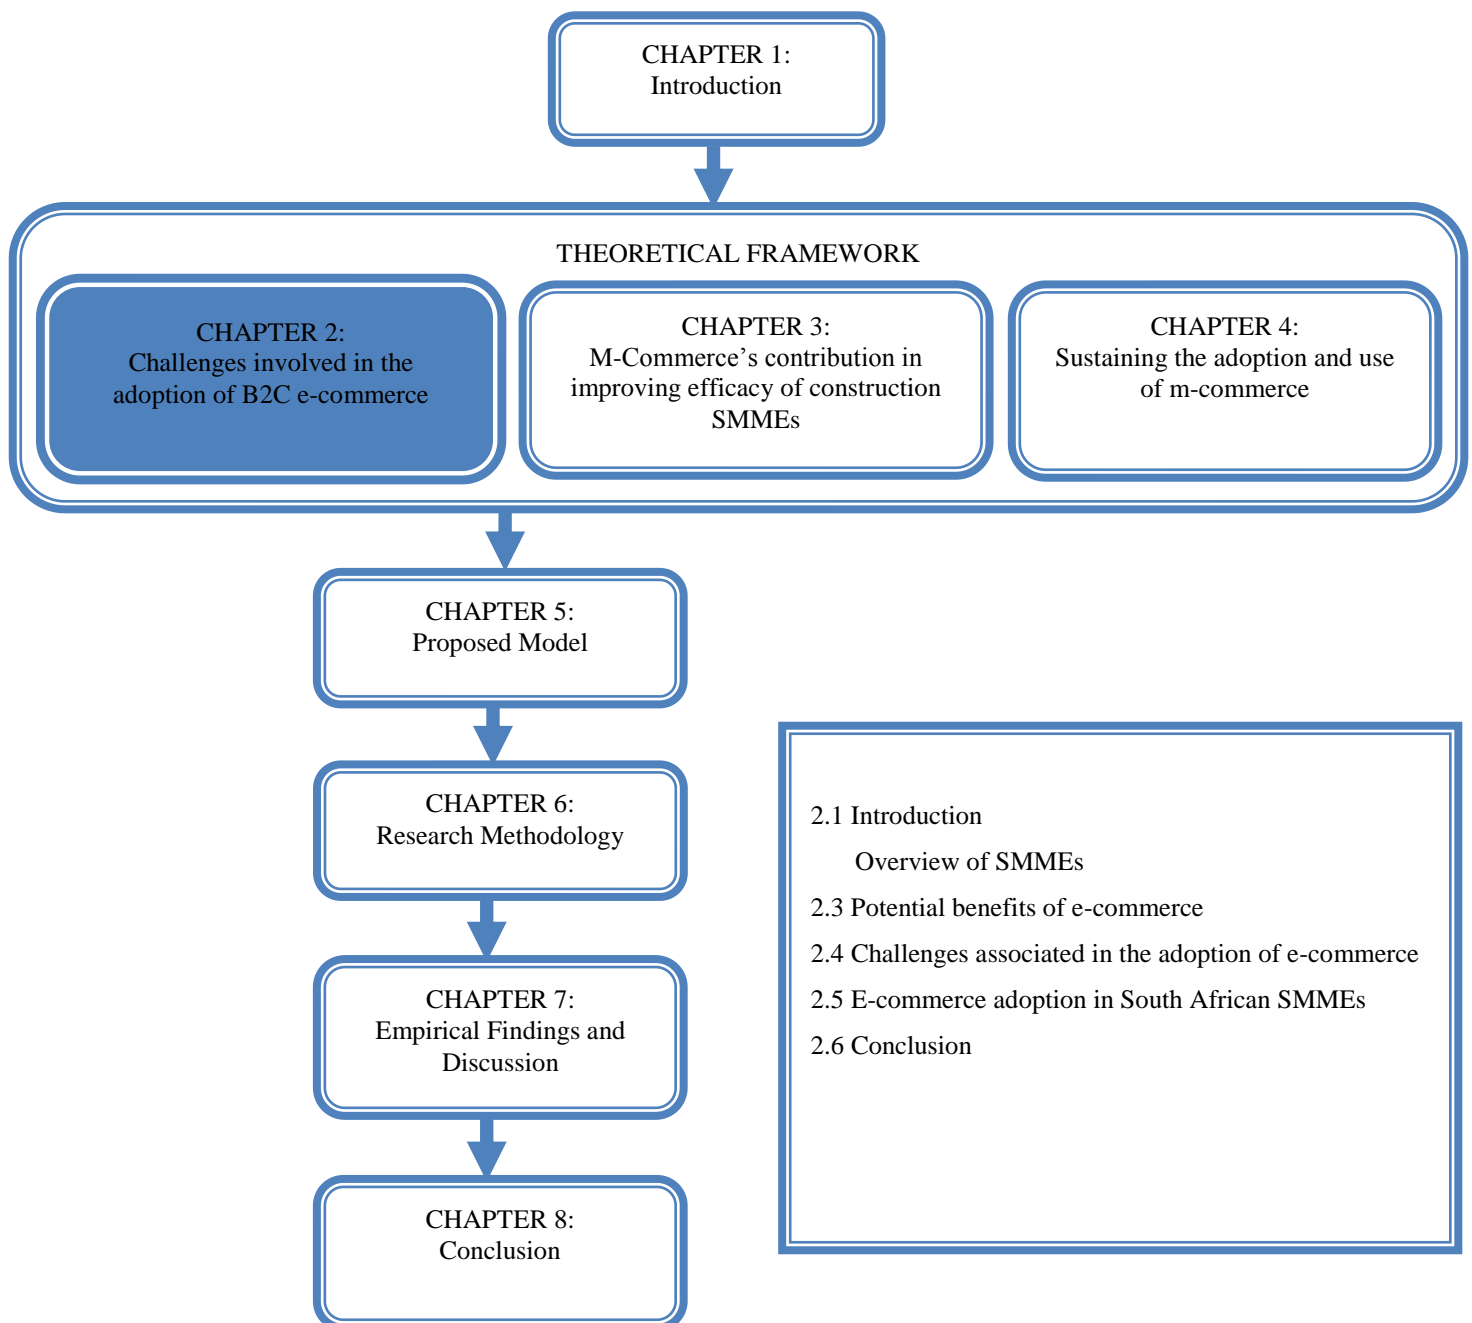 CHAPTER 1:
Introduction
THEORETICAL FRAMEWORK
CHAPTER 2:
Challenges involved in the
adoption of B2C e-commerce
CHAPTER 3:
M-Commerce’s contribution in
improving efficacy of construction
SMMEs
CHAPTER 4:
Sustaining the adoption and use
of m-commerce
CHAPTER 5:
Proposed Model
CHAPTER 6:
Research Methodology
CHAPTER 7:
Empirical Findings and
Discussion
CHAPTER 8:
Conclusion
2.1 Introduction
Overview of SMMEs
2.3 Potential benefits of e-commerce
2.4 Challenges associated in the adoption of e-commerce
2.5 E-commerce adoption in South African SMMEs
2.6 Conclusion